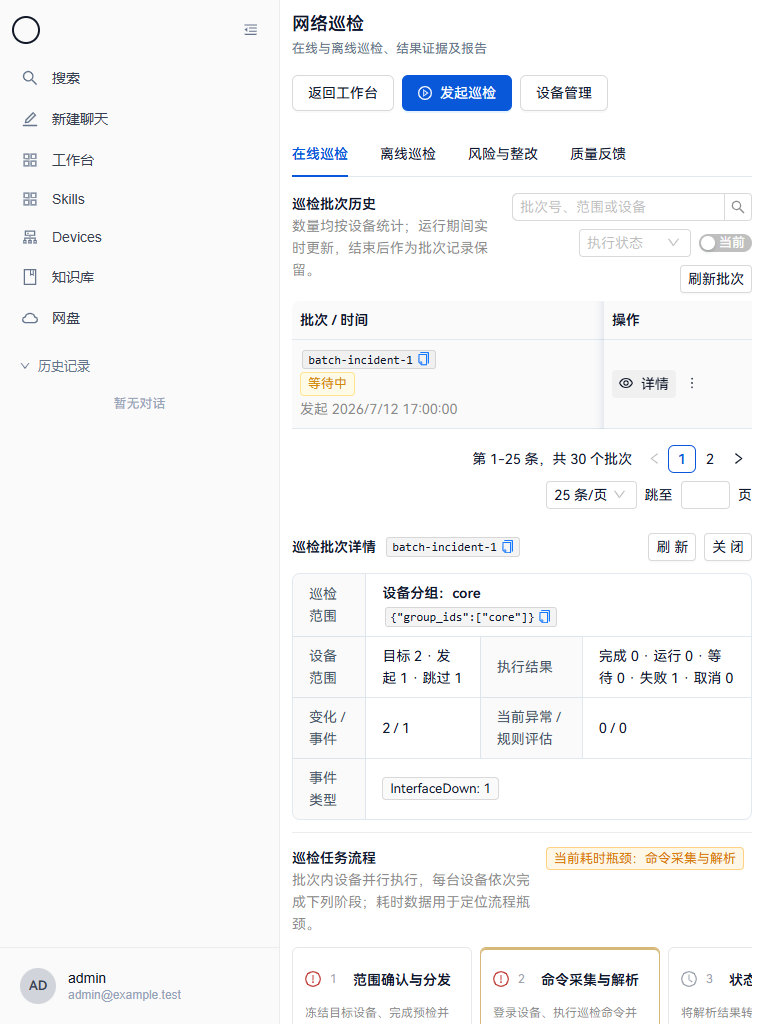 搜索
新建聊天
工作台
Skills
Devices
知识库
网盘
历史记录
暂无对话
AD
admin
admin@example.test
网络巡检
在线与离线巡检、结果证据及报告
返回工作台
发起巡检
设备管理
在线巡检
离线巡检
风险与整改
质量反馈
巡检批次历史
数量均按设备统计；运行期间实
时更新，结束后作为批次记录保
留。
批次号、范围或设备
执行状态
当前
刷新批次
批次 / 时间
操作
batch-incident-1
等待中
发起 2026/7/12 17:00:00
详情
第 1-25 条，共 30 个批次
1
2
25 条/页
跳至
页
巡检批次详情
batch-incident-1
刷 新
关 闭
巡检
范围
设备分组：core
{"group_ids":["core"]}
设备
范围
目标 2 · 发
起 1 · 跳过 1
执行结果
完成 0 · 运行 0 · 等
待 0 · 失败 1 · 取消 0
变化 /
事件
2 / 1
当前异常 /
规则评估
0 / 0
事件
类型
InterfaceDown: 1
巡检任务流程
批次内设备并行执行，每台设备依次完
成下列阶段；耗时数据用于定位流程瓶
颈。
当前耗时瓶颈：命令采集与解析
1
范围确认与分发
冻结目标设备、完成预检并
2
命令采集与解析
登录设备、执行巡检命令并
3
状态
将解析结果转